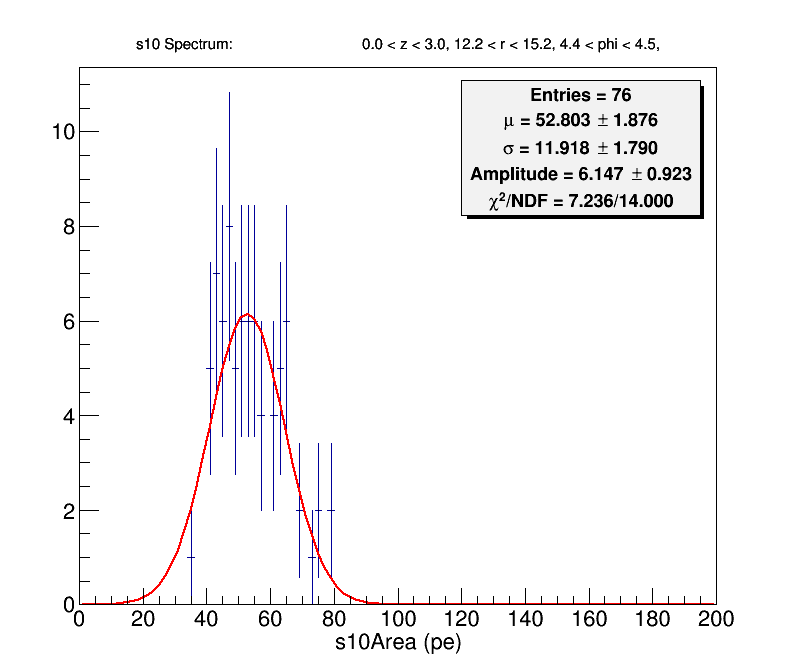 s10 Spectrum: 0.0 < z < 3.0, 12.2 < r < 15.2, 4.4 < phi < 4.5,
Entries = 76
μ = 52.803 ± 1.876
σ = 11.918 ± 1.790
Amplitude = 6.147 ± 0.923
χ²/NDF = 7.236/14.000
10
8
6
4
2
0
0 20 40 60 80 100 120 140 160 180 200
s10Area (pe)